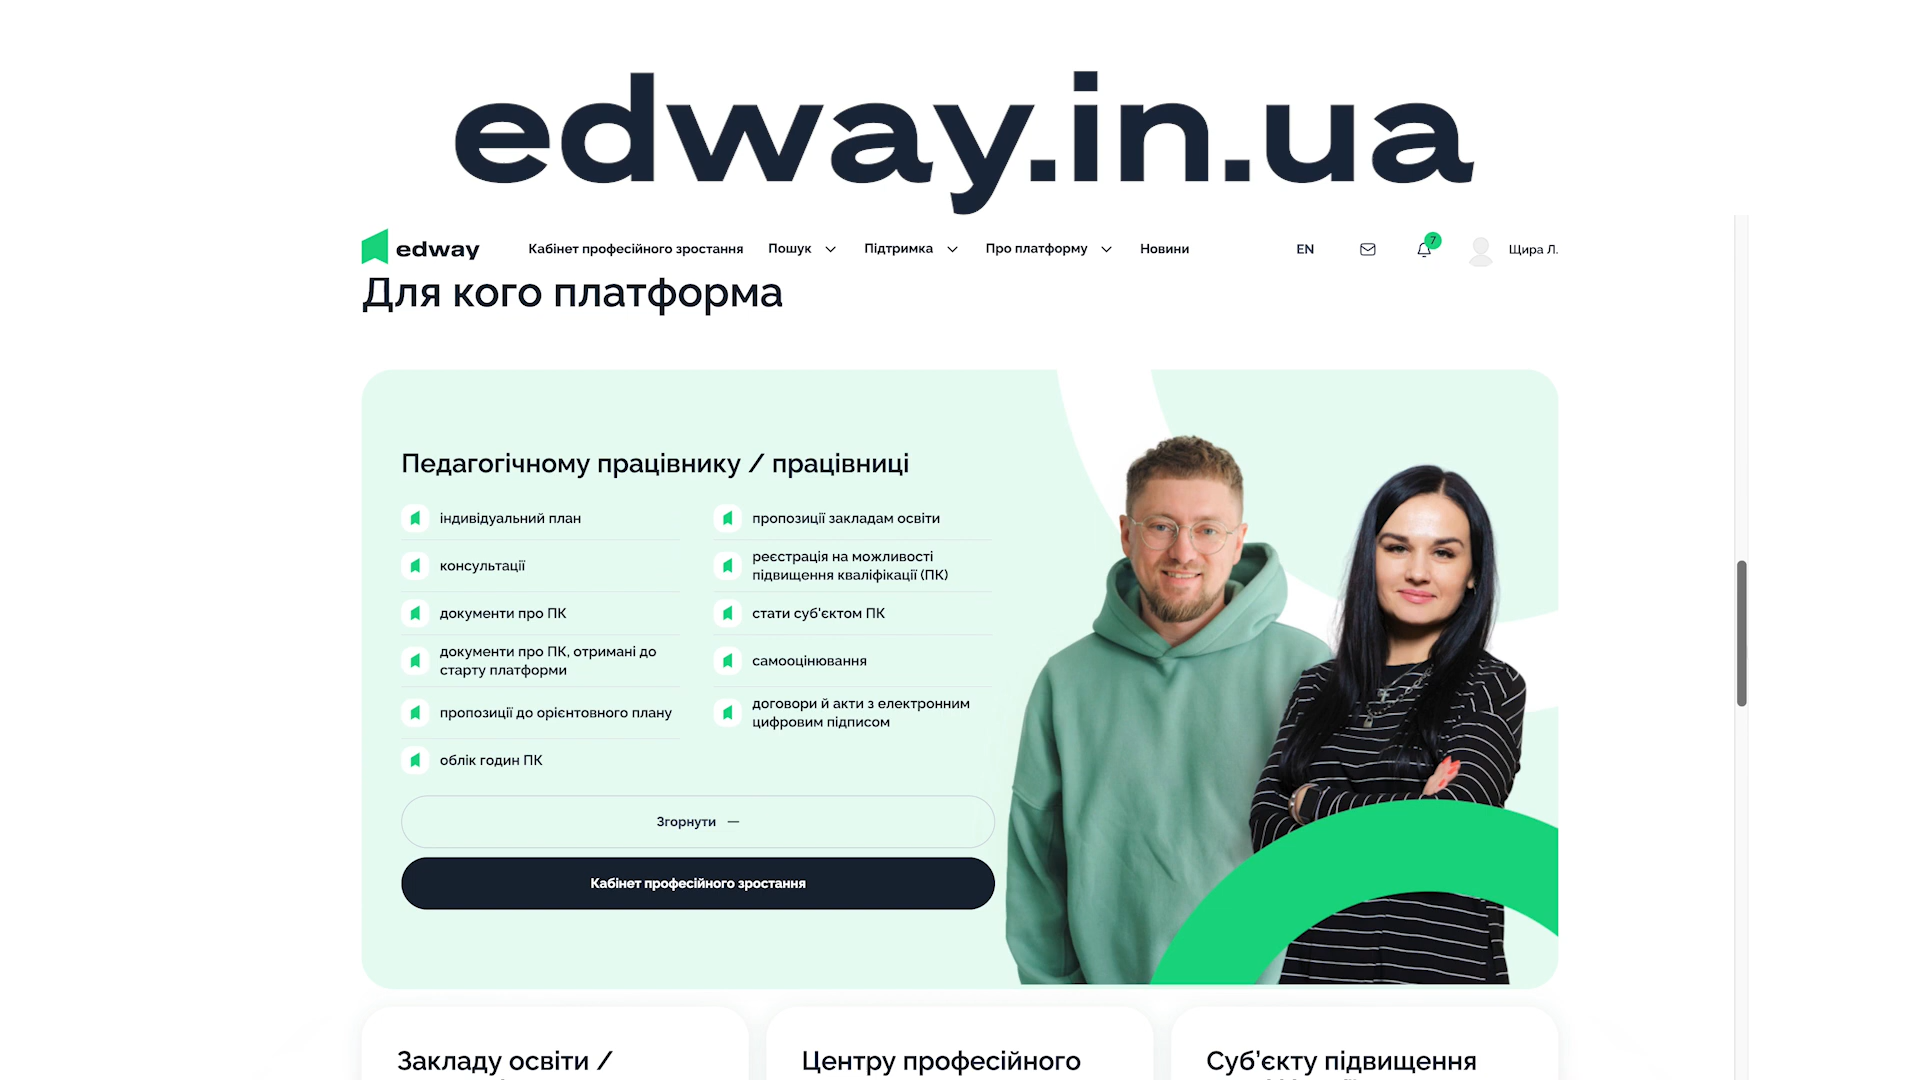 edway.in.ua
edway
Кабінет професійного зростання
Пошук
Підтримка
Про платформу
Новини
EN
7
Щира Л.
Для кого платформа
Педагогічному працівнику / працівниці
індивідуальний план
консультації
документи про ПК
документи про ПК, отримані до
старту платформи
пропозиції до орієнтовного плану
облік годин ПК
пропозиції закладам освіти
реєстрація на можливості
підвищення кваліфікації (ПК)
стати суб'єктом ПК
самооцінювання
договори й акти з електронним
цифровим підписом
Згорнути —
Кабінет професійного зростання
Закладу освіти /
Центру професійного
Суб’єкту підвищення